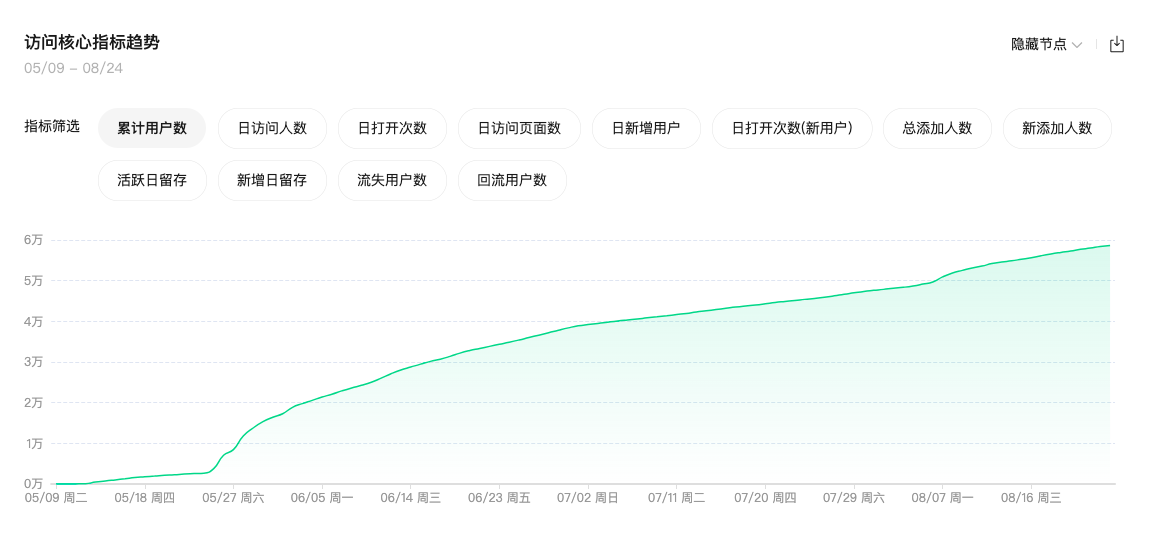 访问核心指标趋势
隐藏节点
05/09 – 08/24
指标筛选
累计用户数 日访问人数 日打开次数 日访问页面数 日新增用户 日打开次数(新用户) 总添加人数 新添加人数
活跃日留存 新增日留存 流失用户数 回流用户数
6万
5万
4万
3万
2万
1万
0万
05/09 周二 05/18 周四 05/27 周六 06/05 周一 06/14 周三 06/23 周五 07/02 周日 07/11 周二 07/20 周四 07/29 周六 08/07 周一 08/16 周三